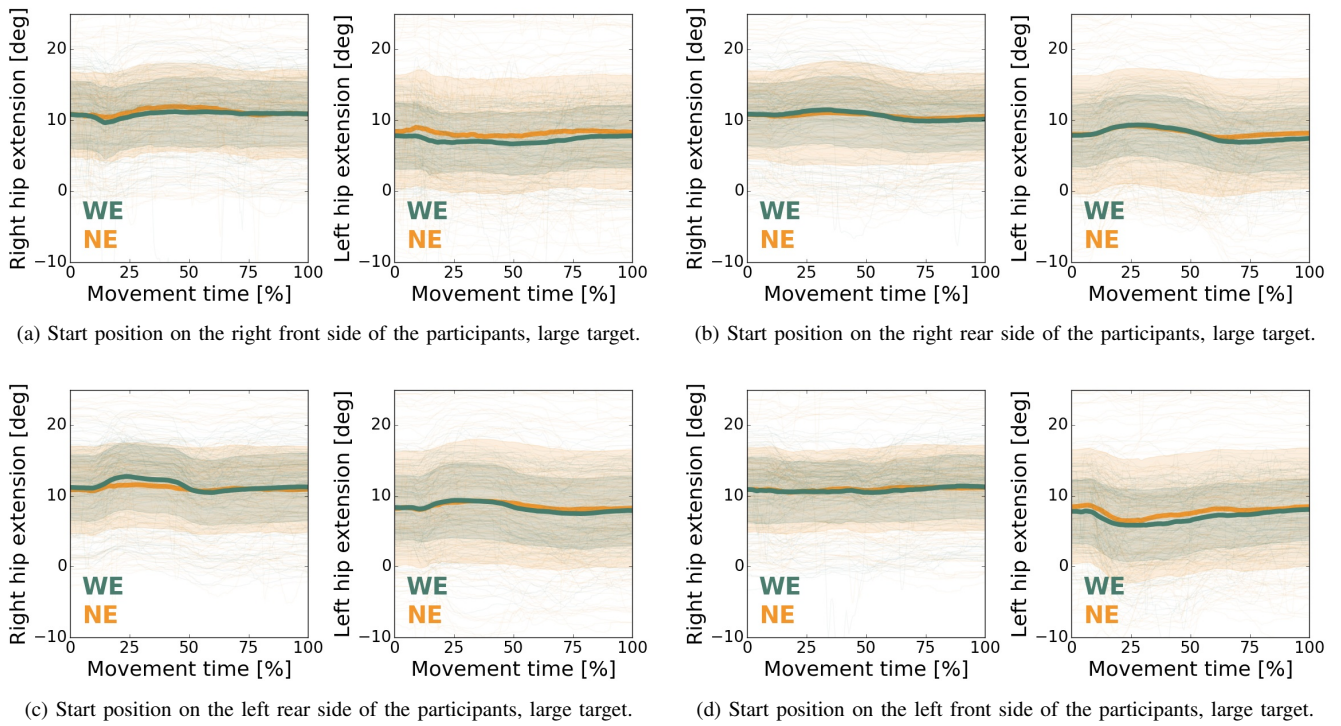 Right hip extension [deg]
20
10
0
−10
WE
NE
0 25 50 75 100
Movement time [%]
Left hip extension [deg]
20
10
0
−10
WE
NE
0 25 50 75 100
Movement time [%]
(a) Start position on the right front side of the participants, large target.
Right hip extension [deg]
20
10
0
−10
WE
NE
0 25 50 75 100
Movement time [%]
Left hip extension [deg]
20
10
0
−10
WE
NE
0 25 50 75 100
Movement time [%]
(b) Start position on the right rear side of the participants, large target.
Right hip extension [deg]
20
10
0
−10
WE
NE
0 25 50 75 100
Movement time [%]
Left hip extension [deg]
20
10
0
−10
WE
NE
0 25 50 75 100
Movement time [%]
(c) Start position on the left rear side of the participants, large target.
Right hip extension [deg]
20
10
0
−10
WE
NE
0 25 50 75 100
Movement time [%]
Left hip extension [deg]
20
10
0
−10
WE
NE
0 25 50 75 100
Movement time [%]
(d) Start position on the left front side of the participants, large target.